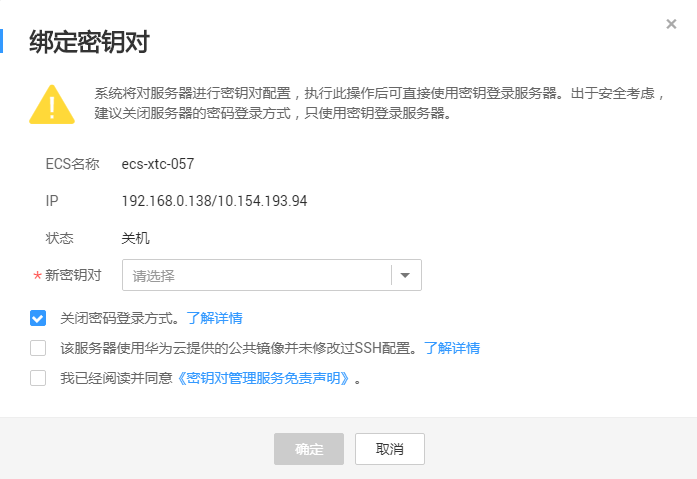 绑定密钥对
系统将对服务器进行密钥对配置，执行此操作后可直接使用密钥登录服务器。出于安全考虑，
建议关闭服务器的密码登录方式，只使用密钥登录服务器。
ECS名称 ecs-xtc-057
IP 192.168.0.138/10.154.193.94
状态 关机
* 新密钥对 请选择
关闭密码登录方式。了解详情
该服务器使用华为云提供的公共镜像并未修改过SSH配置。了解详情
我已经阅读并同意《密钥对管理服务免责声明》。
确定 取消